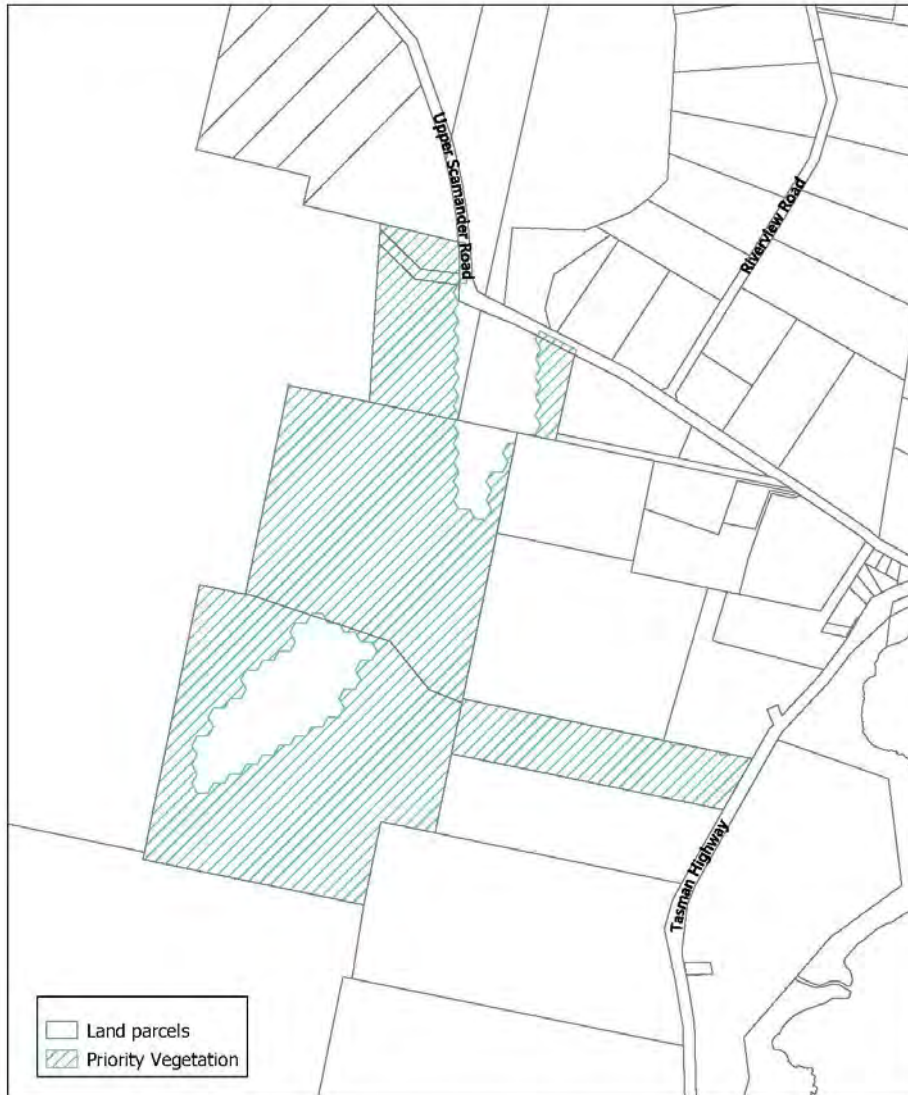 Upper Scamander Road
Riverview Road
Tasman Highway
Land parcels
Priority Vegetation